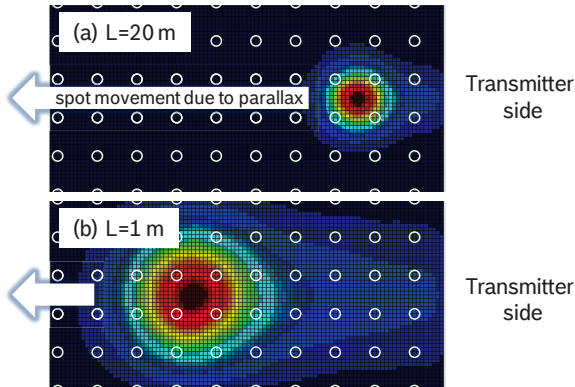 (a) L=20 m
spot movement due to parallax
Transmitter
side
(b) L=1 m
Transmitter
side